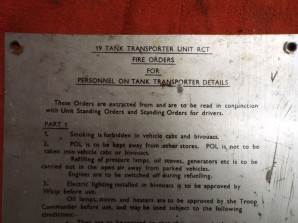 19 TANK TRANSPORTER UNIT RCT
FIRE ORDERS
FOR
PERSONNEL ON TANK TRANSPORTER DETAILS
These Orders are extracted from and are to be read in conjunction
with Unit Standing Orders and Standing Orders for drivers.
PART I
1. Smoking is forbidden in vehicle cabs and bivouacs.
2. POL is to be kept away from other stores. POL is not to be
taken into vehicle cabs or bivouacs.
Refilling of pressure lamps, oil stoves, generators etc is to be
carried out in the open air away from parked vehicles.
Engines are to be switched off during refuelling.
3. Electric lighting installed in bivouacs is to be approved by
Wksp before use.
Oil lamps, stoves and heaters are to be approved by the Troop
Commander before use, and may be used subject to the following
conditions: